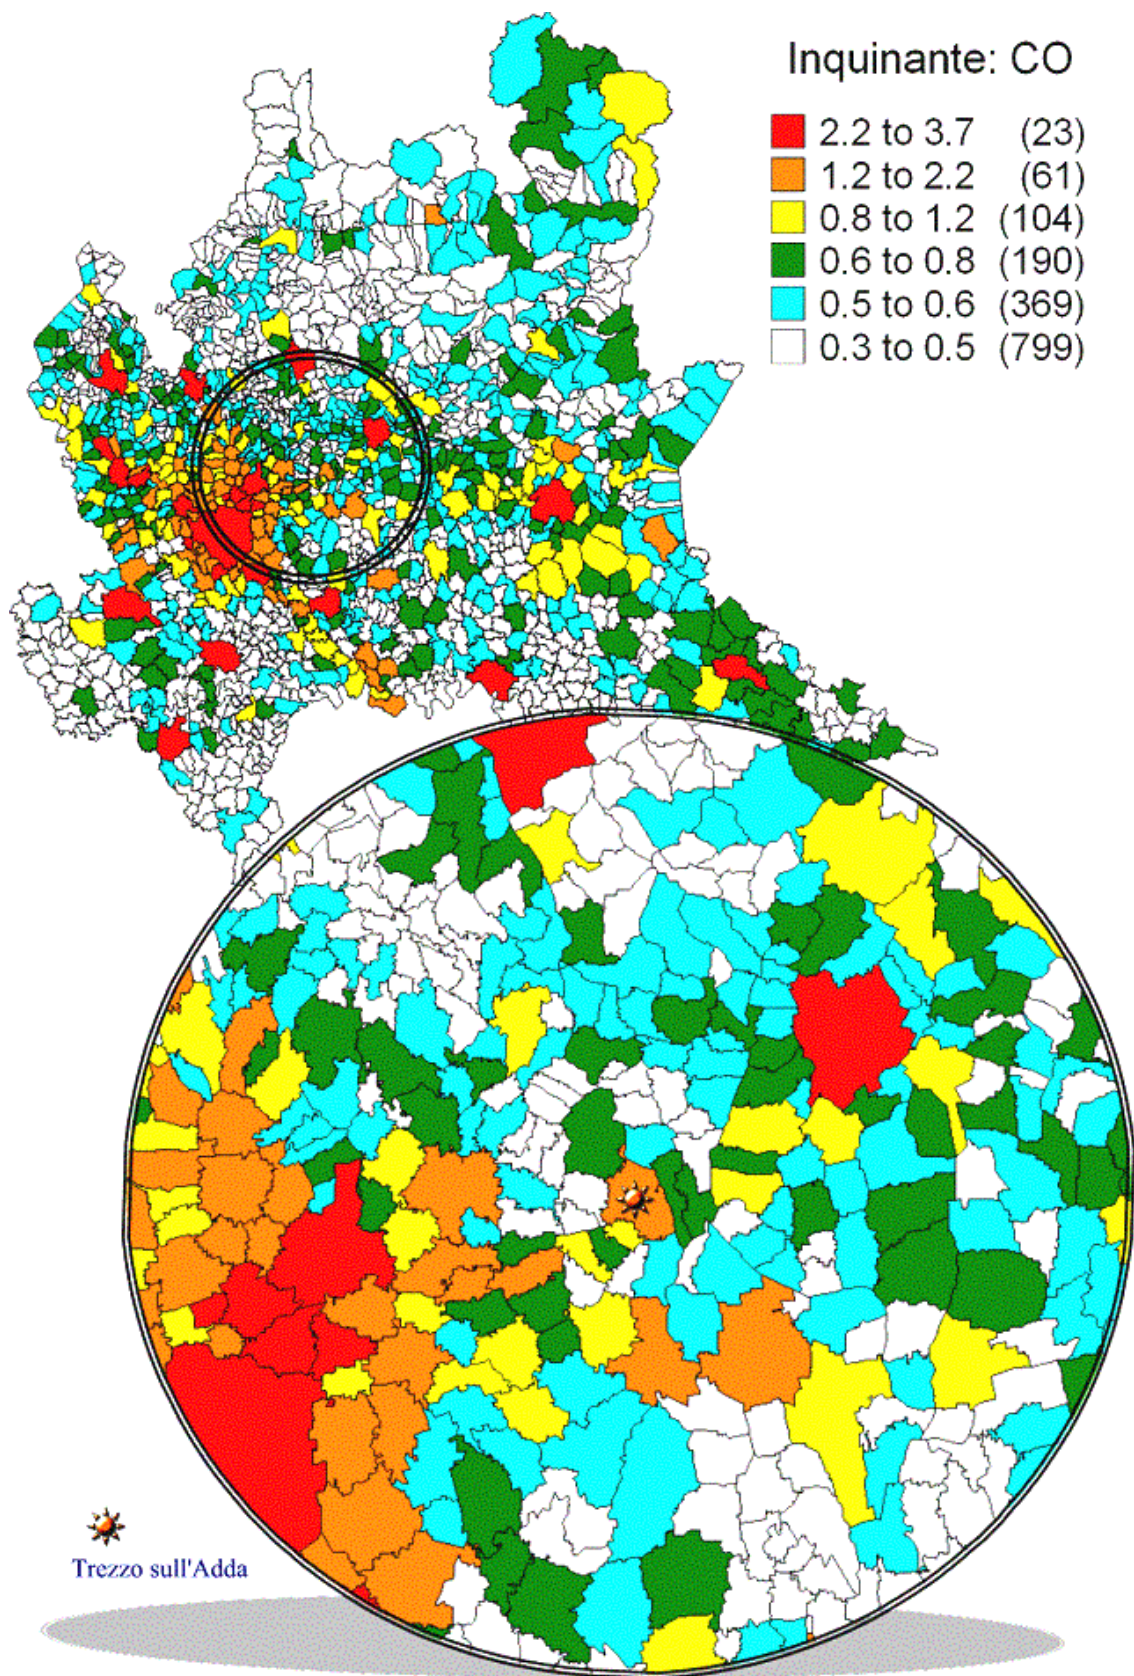 Inquinante: CO
2.2 to 3.7 (23)
1.2 to 2.2 (61)
0.8 to 1.2 (104)
0.6 to 0.8 (190)
0.5 to 0.6 (369)
0.3 to 0.5 (799)
Trezzo sull'Adda